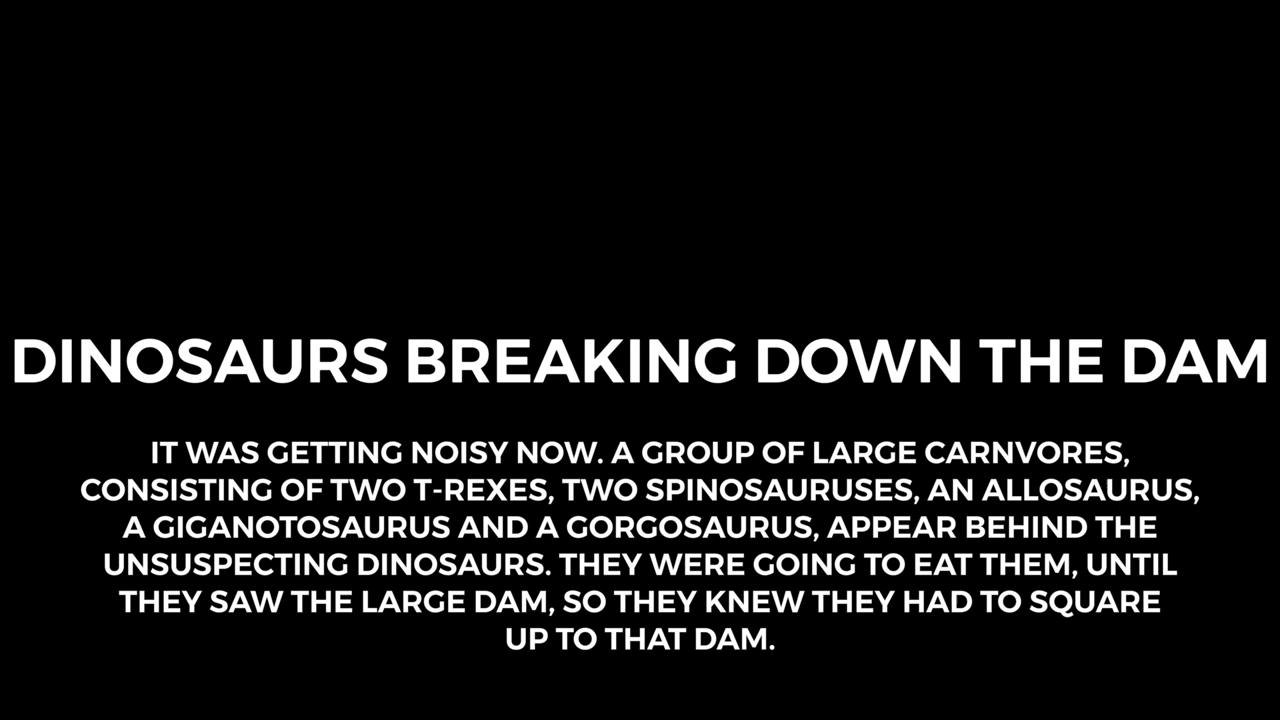 DINOSAURS BREAKING DOWN THE DAM
IT WAS GETTING NOISY NOW. A GROUP OF LARGE CARNVORES,
CONSISTING OF TWO T-REXES, TWO SPINOSAURUSES, AN ALLOSAURUS,
A GIGANOTOSAURUS AND A GORGOSAURUS, APPEAR BEHIND THE
UNSUSPECTING DINOSAURS. THEY WERE GOING TO EAT THEM, UNTIL
THEY SAW THE LARGE DAM, SO THEY KNEW THEY HAD TO SQUARE
UP TO THAT DAM.